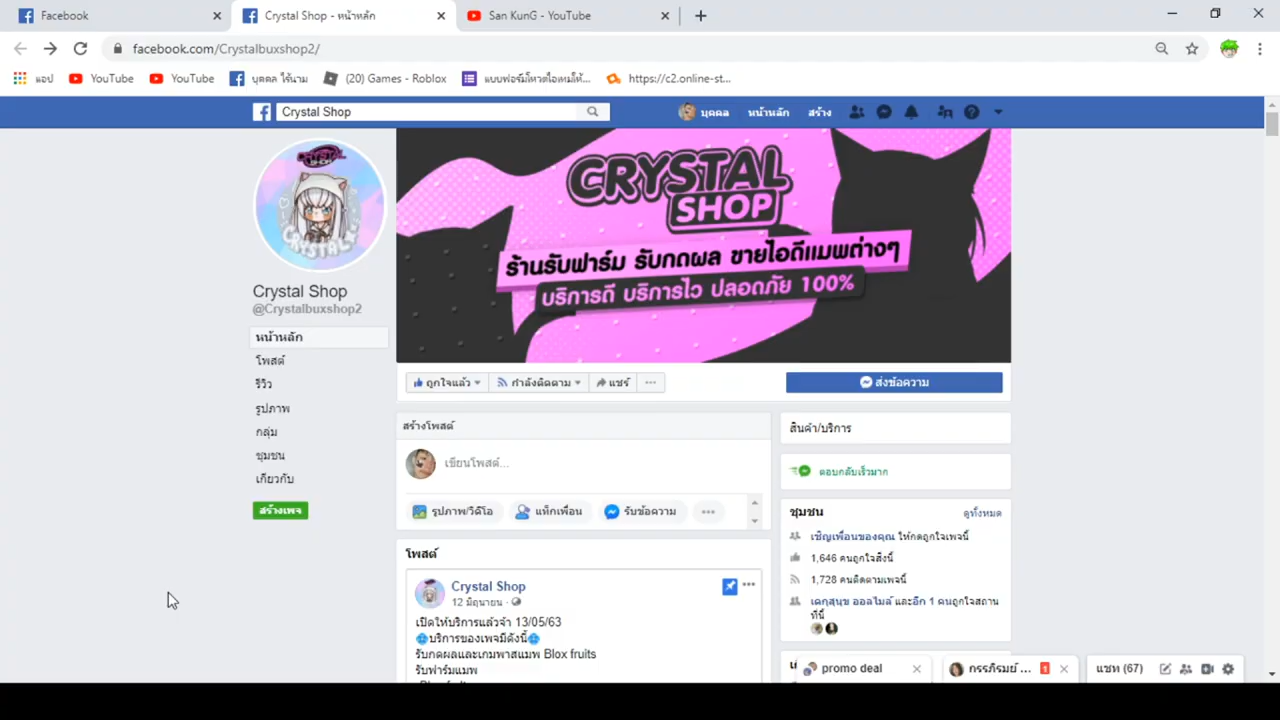 Facebook
Crystal Shop - หน้าหลัก
San KunG - YouTube
facebook.com/Crystalbuxshop2/
แอป
YouTube
YouTube
บุคคล ไร้นาม
(20) Games - Roblox
https://c2.online-st...
Crystal Shop
บุคคล
หน้าหลัก
สร้าง
CRYSTAL
SHOP
CRYSTAL
SHOP
ร้านรับฟาร์ม รับกดผล ขายไอดีแมพต่างๆ
บริการดี บริการไว ปลอดภัย 100%
Crystal Shop
@Crystalbuxshop2
หน้าหลัก
โพสต์
รีวิว
รูปภาพ
กลุ่ม
ชุมชน
เกี่ยวกับ
สร้างเพจ
ถูกใจแล้ว
กำลังติดตาม
แชร์
ส่งข้อความ
สร้างโพสต์
เขียนโพสต์...
รูปภาพ/วิดีโอ
แท็กเพื่อน
รับข้อความ
โพสต์
Crystal Shop
12 มิถุนายน
เปิดให้บริการแล้วจ้า 13/05/63
บริการของเพจมีดังนี้
รับกดผลและเกมพาสแมพ Blox fruits
รับฟาร์มแมพ
สินค้า/บริการ
ตอบกลับเร็วมาก
ชุมชน
ดูทั้งหมด
เชิญเพื่อนของคุณ ให้กดถูกใจเพจนี้
1,646 คนถูกใจสิ่งนี้
1,728 คนติดตามเพจนี้
และอีก 1 คนถูกใจสถาน
ที่นี้
promo deal
กรรภิรมย์ ...
1
แชท (67)